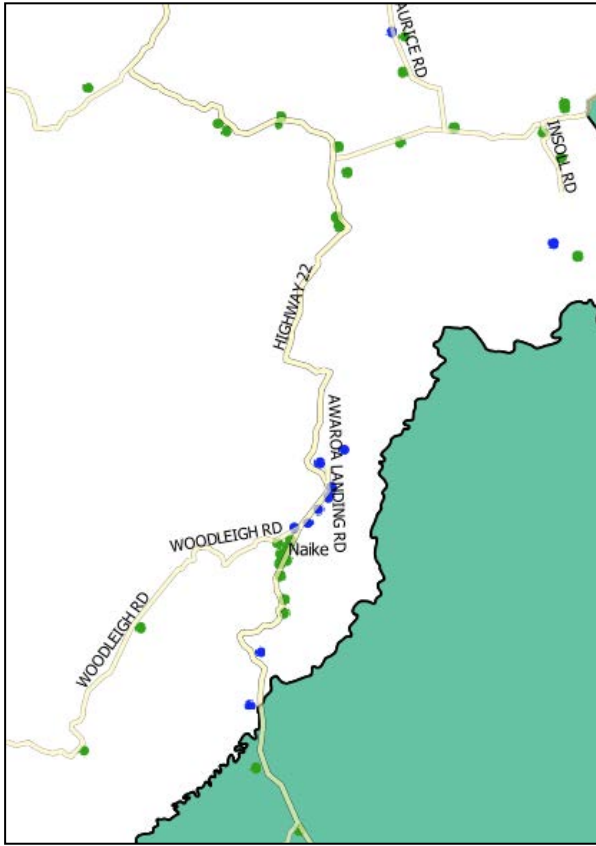 AURICE RD
INSOLL RD
HIGHWAY 22
AWAROA LANDING RD
WOODLEIGH RD
Naike
WOODLEIGH RD